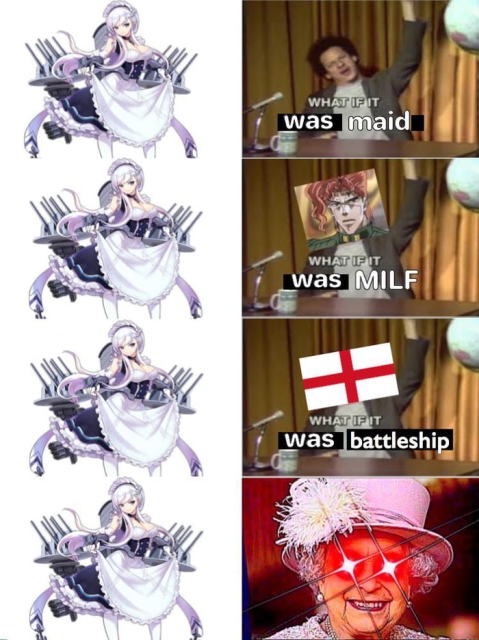 WHAT IF IT
was maid
WHAT IF IT
was MILF
WHAT IF IT
was battleship